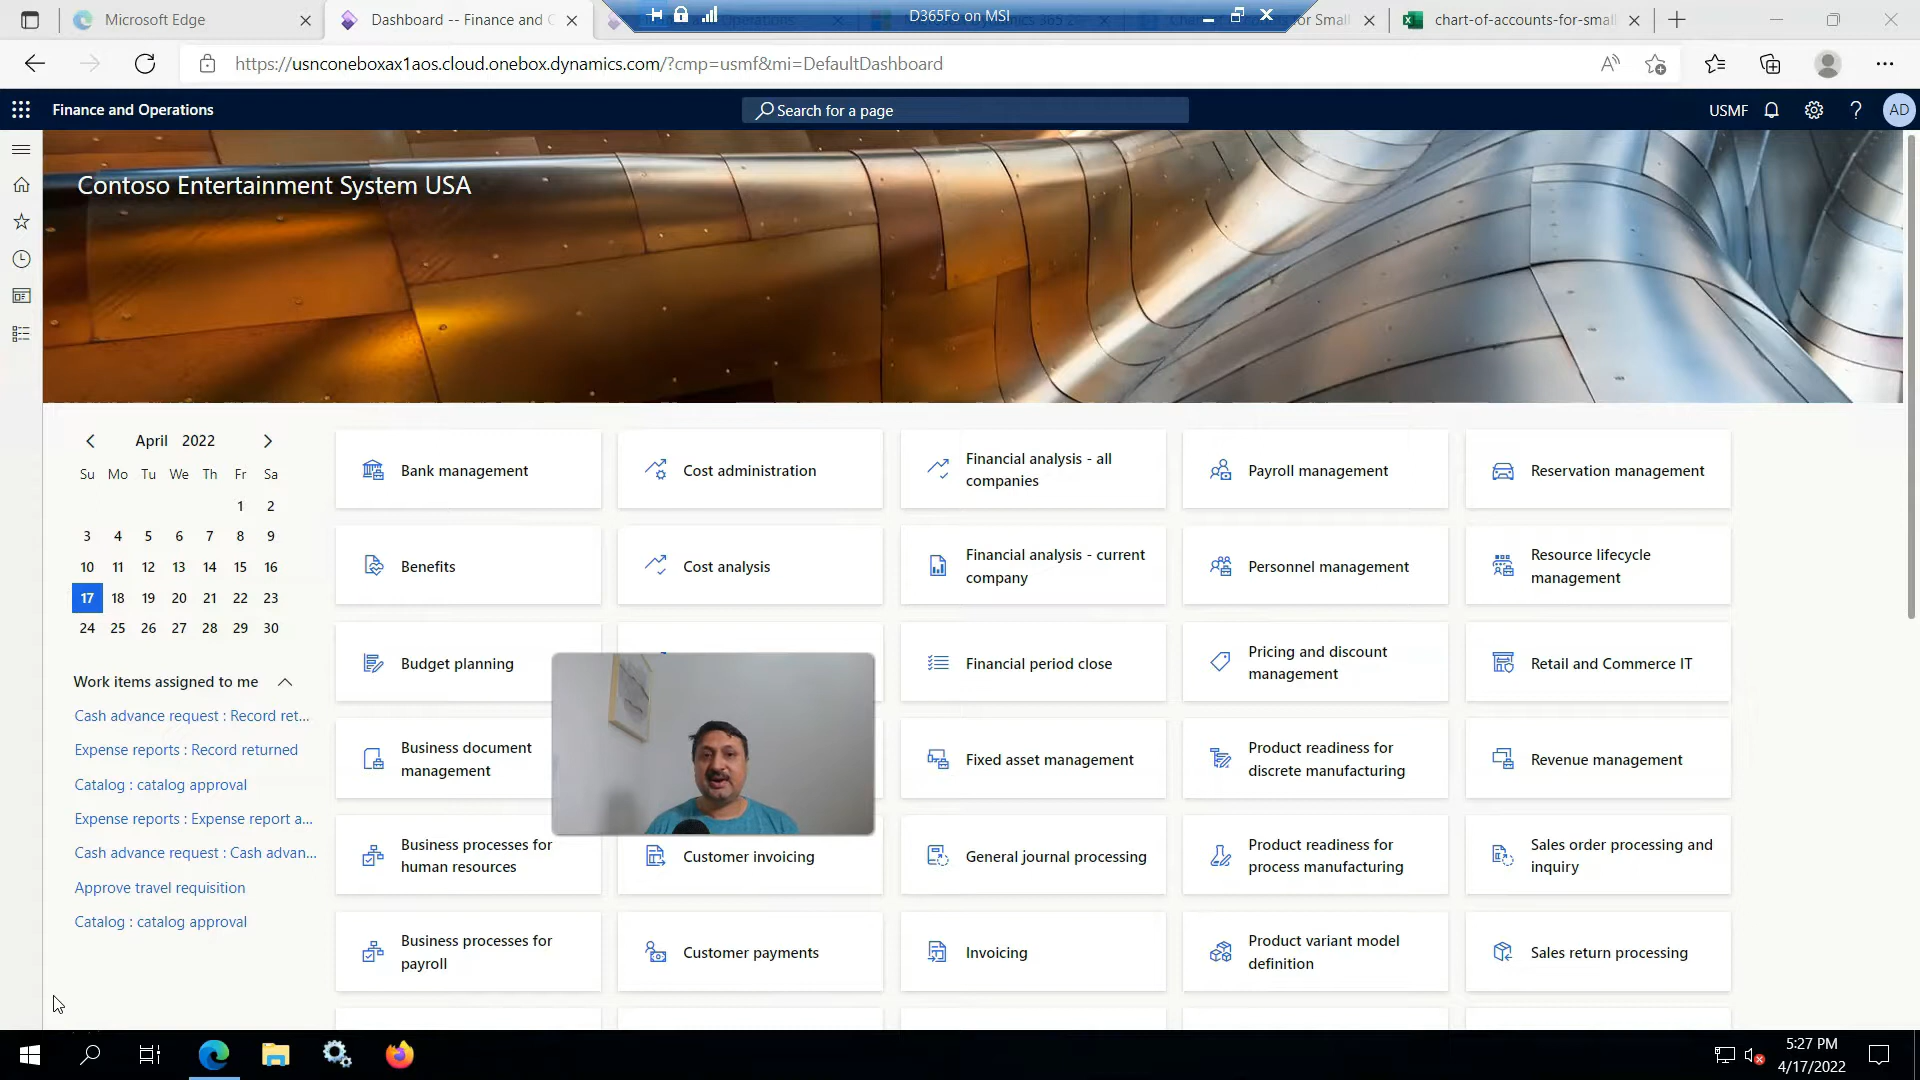 Microsoft Edge
Dashboard -- Finance and
D365Fo on MSI
for Small
chart-of-accounts-for-smal
https://usnconeboxax1aos.cloud.onebox.dynamics.com/?cmp=usmf&mi=DefaultDashboard
Finance and Operations
Search for a page
USMF
?
AD
Contoso Entertainment System USA
April 2022
Su Mo Tu We Th Fr Sa
1 2
3 4 5 6 7 8 9
10 11 12 13 14 15 16
17 18 19 20 21 22 23
24 25 26 27 28 29 30
Work items assigned to me
Cash advance request : Record ret...
Expense reports : Record returned
Catalog : catalog approval
Expense reports : Expense report a...
Cash advance request : Cash advan...
Approve travel requisition
Catalog : catalog approval
Bank management
Cost administration
Financial analysis - all
companies
Payroll management
Reservation management
Benefits
Cost analysis
Financial analysis - current
company
Personnel management
Resource lifecycle
management
Budget planning
Financial period close
Pricing and discount
management
Retail and Commerce IT
Business document
management
Fixed asset management
Product readiness for
discrete manufacturing
Revenue management
Business processes for
human resources
Customer invoicing
General journal processing
Product readiness for
process manufacturing
Sales order processing and
inquiry
Business processes for
payroll
Customer payments
Invoicing
Product variant model
definition
Sales return processing
5:27 PM
4/17/2022